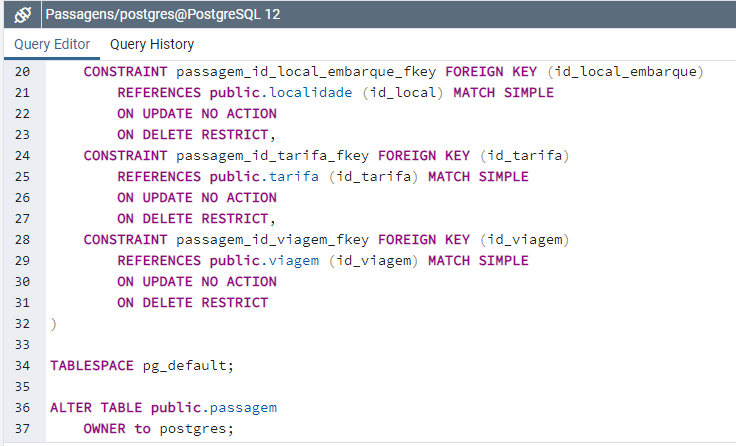 Passagens/postgres@PostgreSQL 12
Query Editor Query History
20 CONSTRAINT passagem_id_local_embarque_fkey FOREIGN KEY (id_local_embarque)
21 REFERENCES public.localidade (id_local) MATCH SIMPLE
22 ON UPDATE NO ACTION
23 ON DELETE RESTRICT,
24 CONSTRAINT passagem_id_tarifa_fkey FOREIGN KEY (id_tarifa)
25 REFERENCES public.tarifa (id_tarifa) MATCH SIMPLE
26 ON UPDATE NO ACTION
27 ON DELETE RESTRICT,
28 CONSTRAINT passagem_id_viagem_fkey FOREIGN KEY (id_viagem)
29 REFERENCES public.viagem (id_viagem) MATCH SIMPLE
30 ON UPDATE NO ACTION
31 ON DELETE RESTRICT
32 )
33
34 TABLESPACE pg_default;
35
36 ALTER TABLE public.passagem
37 OWNER to postgres;